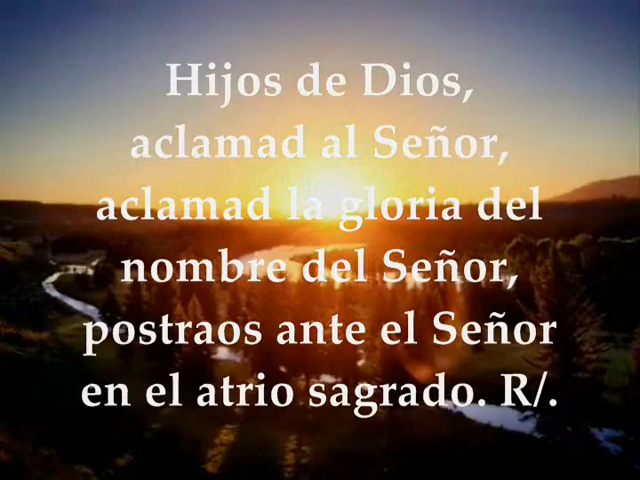 Hijos de Dios,
aclamad al Señor,
aclamad la gloria del
nombre del Señor,
postraos ante el Señor
en el atrio sagrado. R/.